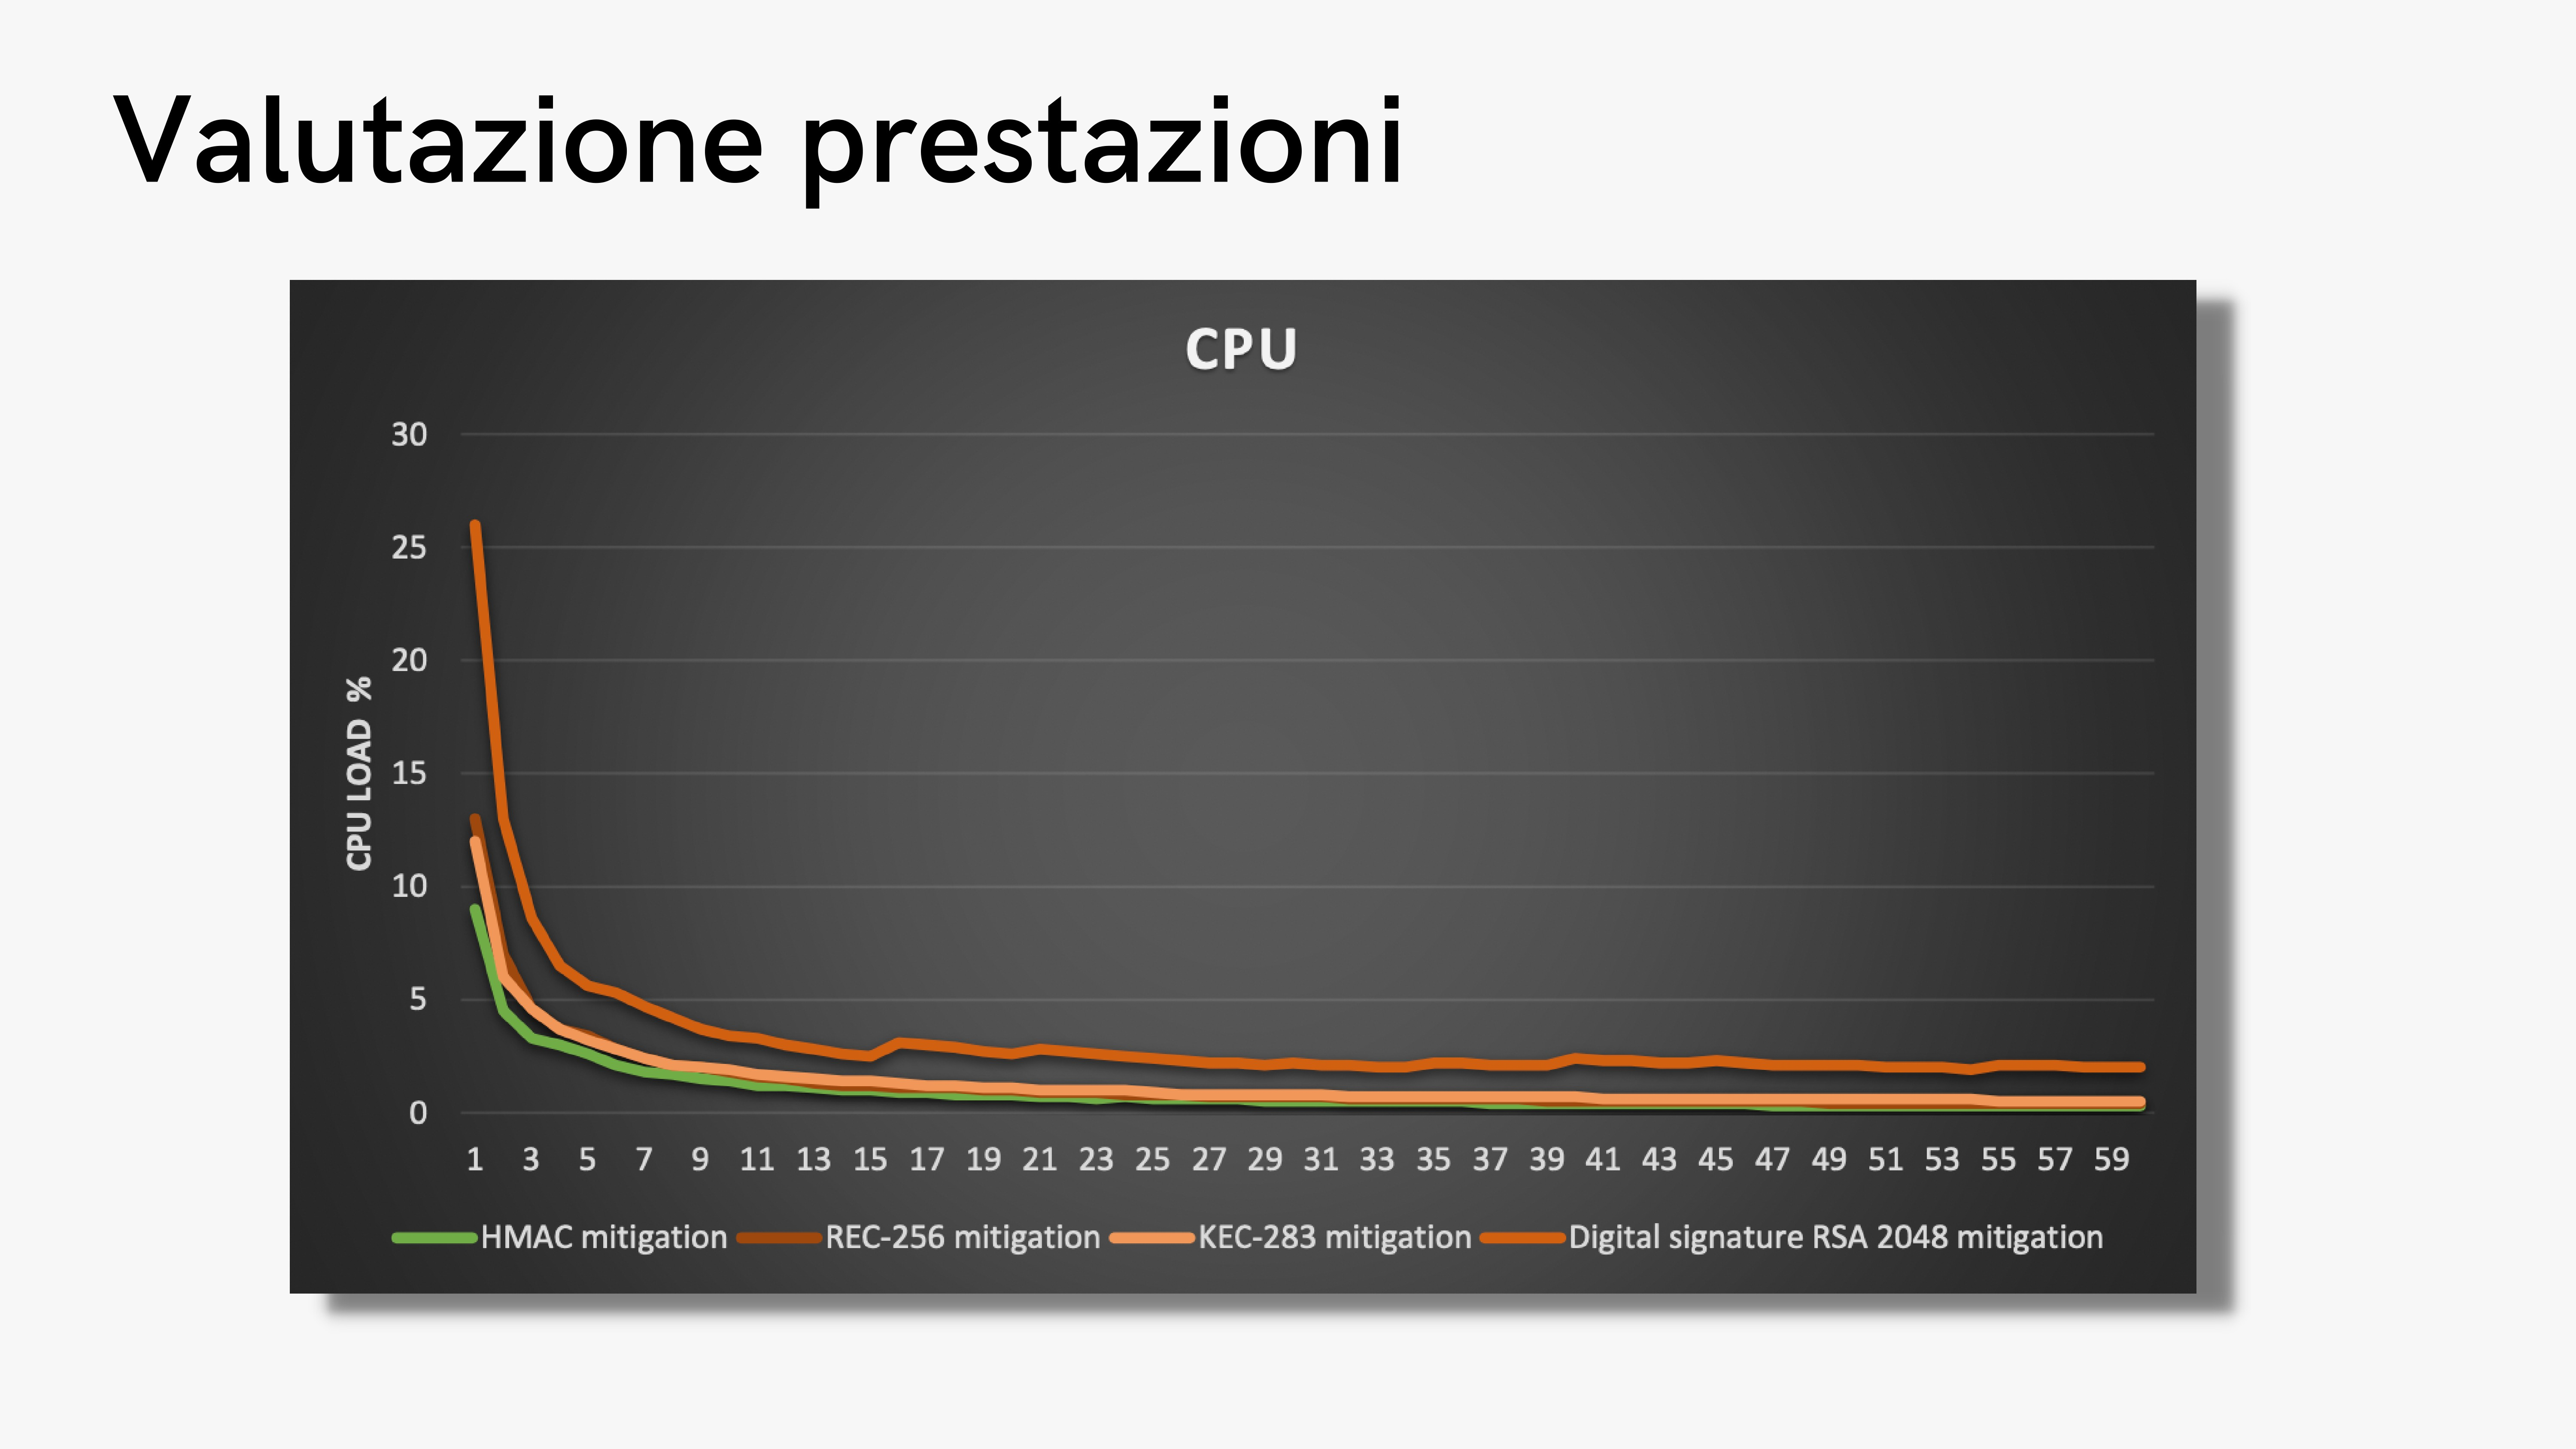 Valutazione prestazioni
CPU
CPU LOAD %
30
25
20
15
10
5
0
1 3 5 7 9 11 13 15 17 19 21 23 25 27 29 31 33 35 37 39 41 43 45 47 49 51 53 55 57 59
HMAC mitigation REC-256 mitigation KEC-283 mitigation Digital signature RSA 2048 mitigation